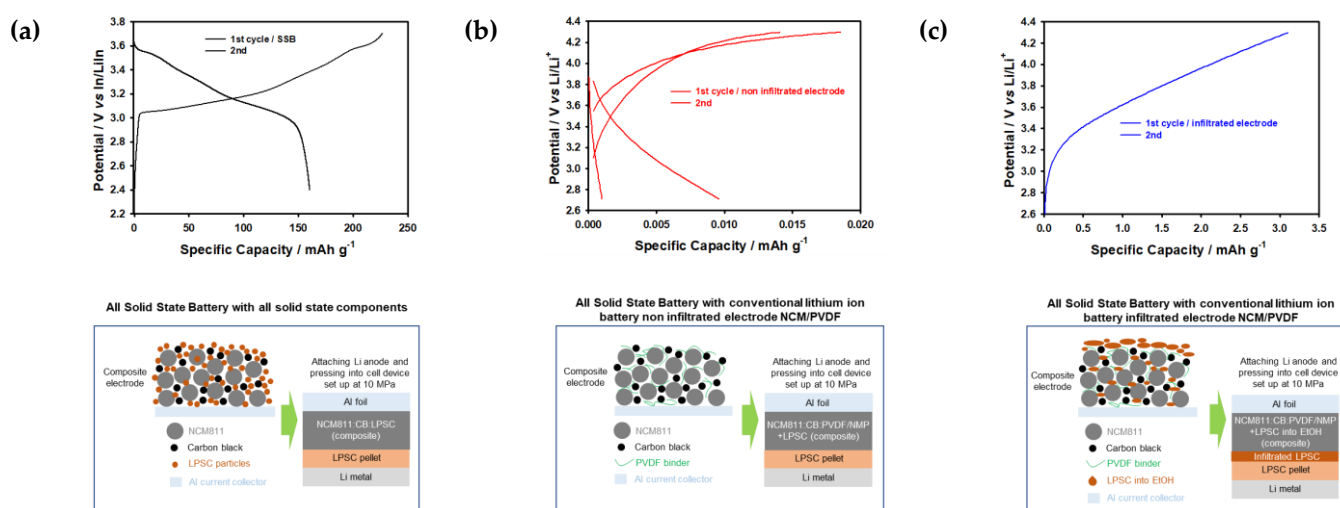 (a)
3.8
3.6
3.4
3.2
3.0
2.8
2.6
2.4
2.2
Potential / V vs In/LiIn
1st cycle / SSB
2nd
0 50 100 150 200 250
Specific Capacity / mAh g-1
(b)
4.4
4.2
4.0
3.8
3.6
3.4
3.2
3.0
2.8
2.6
Potential / V vs Li/Li+
1st cycle / non infiltrated electrode
2nd
0.000 0.005 0.010 0.015 0.020
Specific Capacity / mAh g-1
(c)
4.4
4.2
4.0
3.8
3.6
3.4
3.2
3.0
2.8
2.6
Potential / V vs Li/Li+
1st cycle / infiltrated electrode
2nd
0.0 0.5 1.0 1.5 2.0 2.5 3.0 3.5
Specific Capacity / mAh g-1
All Solid State Battery with all solid state components
Composite
electrode
NCM811
Carbon black
LPSC particles
Al current collector
Attaching Li anode and
pressing into cell device
set up at 10 MPa
Al foil
NCM811:CB:LPSC
(composite)
LPSC pellet
Li metal
All Solid State Battery with conventional lithium ion
battery non infiltrated electrode NCM/PVDF
Composite
electrode
NCM811
Carbon black
PVDF binder
Al current collector
Attaching Li anode and
pressing into cell device
set up at 10 MPa
Al foil
NCM811:CB:PVDF/NMP
+LPSC (composite)
LPSC pellet
Li metal
All Solid State Battery with conventional lithium ion
battery infiltrated electrode NCM/PVDF
Composite
electrode
NCM811
Carbon black
PVDF binder
LPSC into EtOH
Al current collector
Attaching Li anode and
pressing into cell device
set up at 10 MPa
Al foil
NCM811:CB:PVDF/NMP
+LPSC into EtOH
(composite)
Infiltrated LPSC
LPSC pellet
Li metal